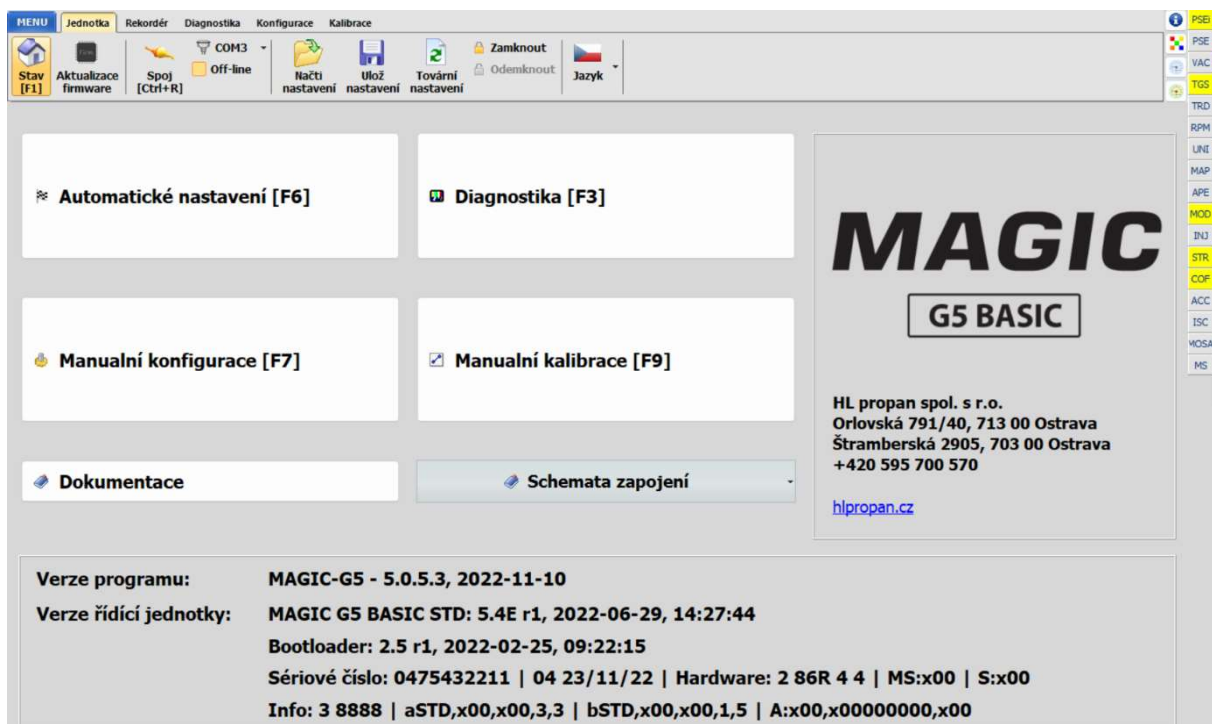 MENU Jednotka Rekordér Diagnostika Konfigurace Kalibrace
COM3
Off-line
Zamknout
Odemknout
Stav
[F1]
Aktualizace
firmware
Spoj
[Ctrl+R]
Načti
nastavení
Ulož
nastavení
Tovární
nastavení
Jazyk
PSEi
PSE
VAC
TGS
TRD
RPM
UNI
MAP
APE
MOD
INJ
STR
COF
ACC
ISC
MOSA
MS
Automatické nastavení [F6]
Diagnostika [F3]
Manualní konfigurace [F7]
Manualní kalibrace [F9]
Dokumentace
Schemata zapojení
MAGIC
G5 BASIC
HL propan spol. s r.o.
Orlovská 791/40, 713 00 Ostrava
Štramberská 2905, 703 00 Ostrava
+420 595 700 570
hlpropan.cz
Verze programu: MAGIC-G5 - 5.0.5.3, 2022-11-10
Verze řídící jednotky: MAGIC G5 BASIC STD: 5.4E r1, 2022-06-29, 14:27:44
Bootloader: 2.5 r1, 2022-02-25, 09:22:15
Sériové číslo: 0475432211 | 04 23/11/22 | Hardware: 2 86R 4 4 | MS:x00 | S:x00
Info: 3 8888 | aSTD,x00,x00,3,3 | bSTD,x00,x00,1,5 | A:x00,x00000000,x00